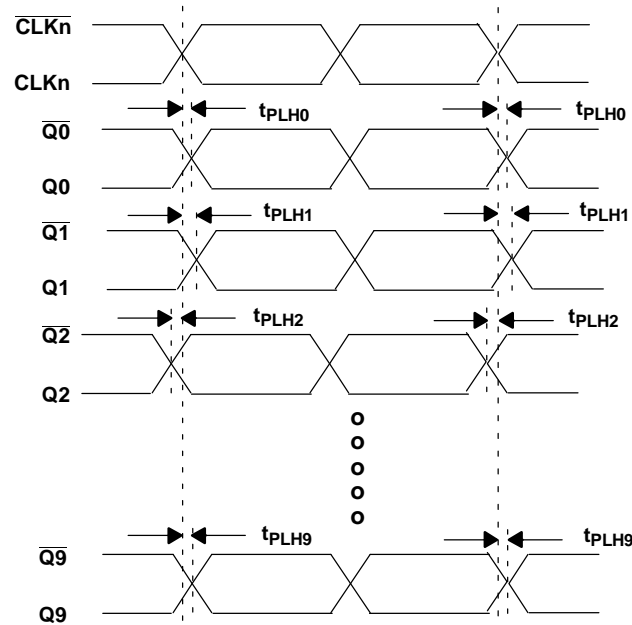 CLKn
CLKn
tPLH0 tPLH0
Q0
Q0
tPLH1 tPLH1
Q1
Q1
tPLH2 tPLH2
Q2
Q2
o
o
o
o
o
tPLH9 tPLH9
Q9
Q9